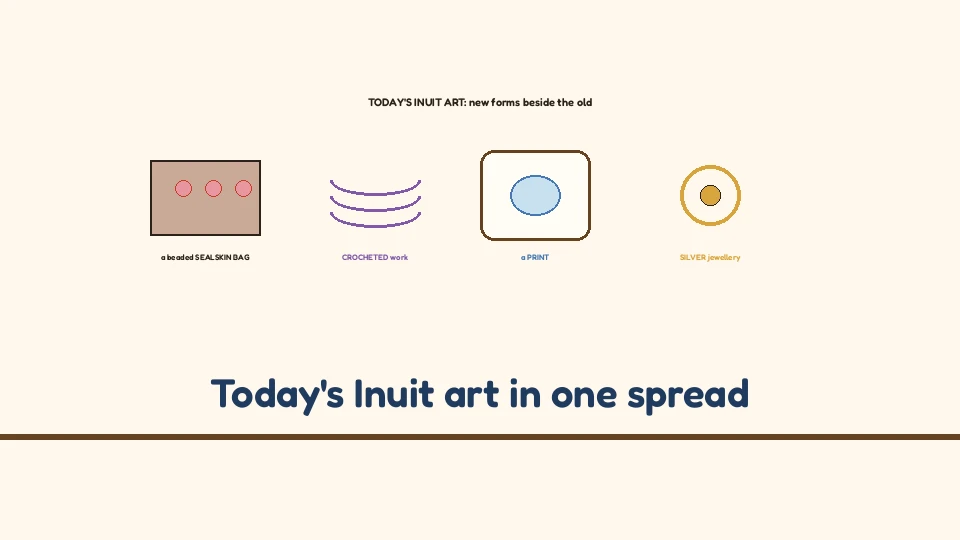 TODAY'S INUIT ART: new forms beside the old
a beaded SEALSKIN BAG
CROCHETED work
a PRINT
SILVER jewellery
Today's Inuit art in one spread